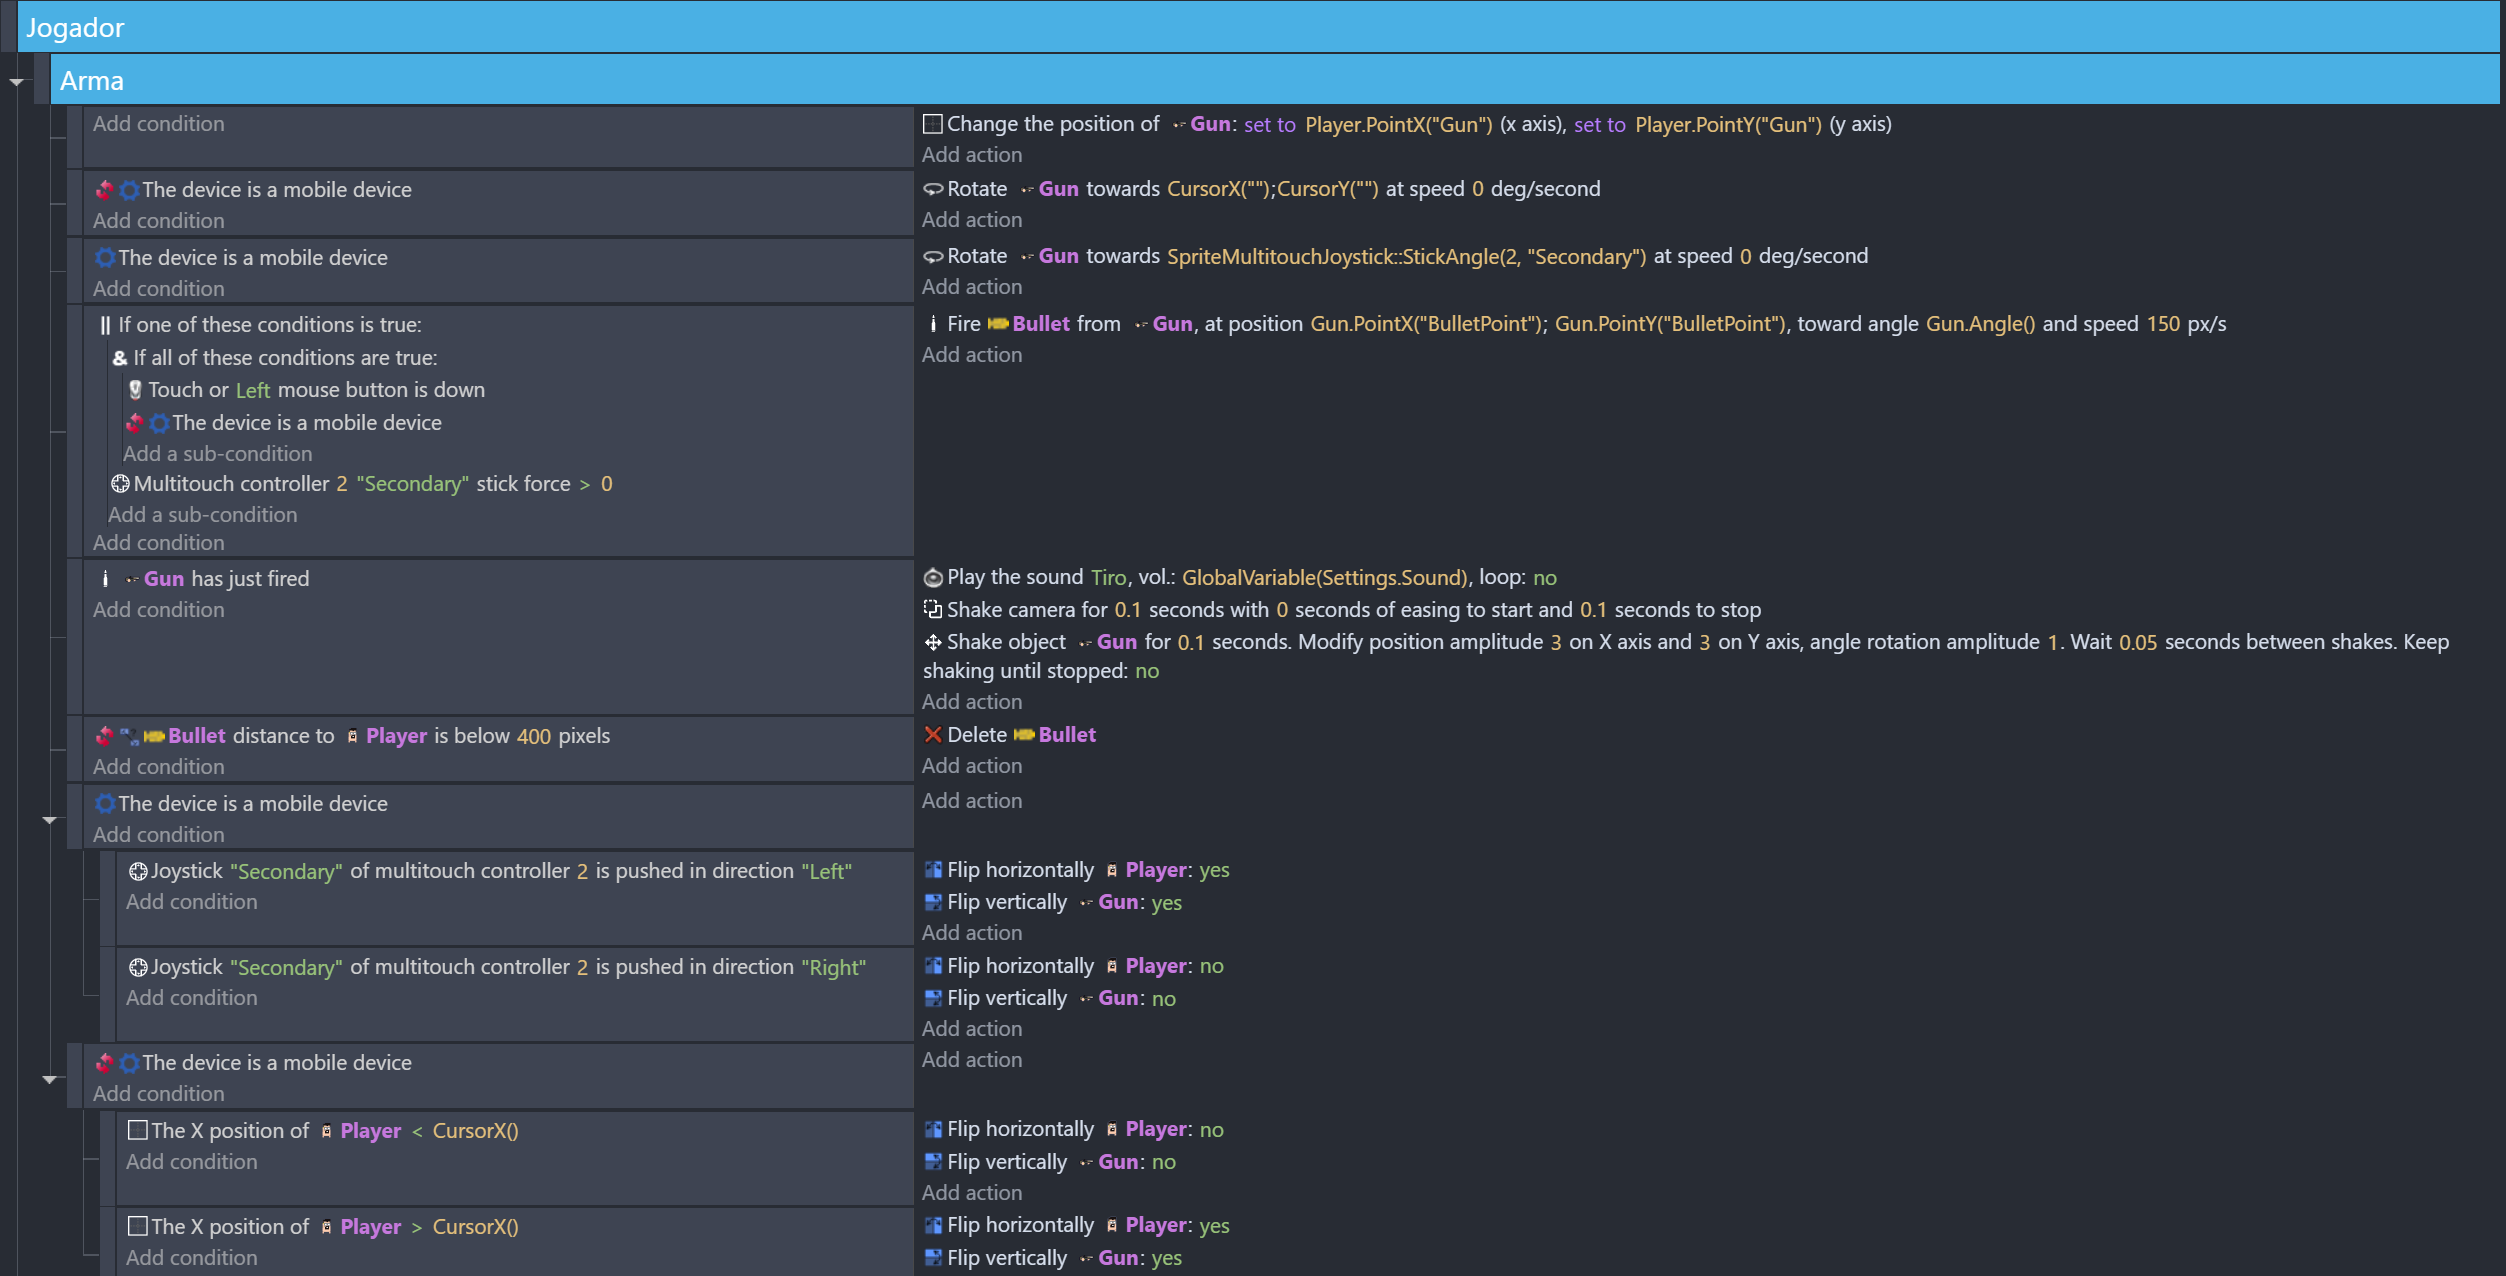 Jogador
Arma
Add condition
Change the position of Gun: set to Player.PointX("Gun") (x axis), set to Player.PointY("Gun") (y axis)
Add action
The device is a mobile device
Add condition
Rotate Gun towards CursorX("");CursorY("") at speed 0 deg/second
Add action
The device is a mobile device
Add condition
Rotate Gun towards SpriteMultitouchJoystick::StickAngle(2, "Secondary") at speed 0 deg/second
Add action
If one of these conditions is true:
& If all of these conditions are true:
Touch or Left mouse button is down
The device is a mobile device
Add a sub-condition
Multitouch controller 2 "Secondary" stick force > 0
Add a sub-condition
Add condition
Fire Bullet from Gun, at position Gun.PointX("BulletPoint"); Gun.PointY("BulletPoint"), toward angle Gun.Angle() and speed 150 px/s
Add action
Gun has just fired
Add condition
Play the sound Tiro, vol.: GlobalVariable(Settings.Sound), loop: no
Shake camera for 0.1 seconds with 0 seconds of easing to start and 0.1 seconds to stop
Shake object Gun for 0.1 seconds. Modify position amplitude 3 on X axis and 3 on Y axis, angle rotation amplitude 1. Wait 0.05 seconds between shakes. Keep
shaking until stopped: no
Add action
Bullet distance to Player is below 400 pixels
Add condition
Delete Bullet
Add action
The device is a mobile device
Add condition
Add action
Joystick "Secondary" of multitouch controller 2 is pushed in direction "Left"
Add condition
Flip horizontally Player: yes
Flip vertically Gun: yes
Add action
Joystick "Secondary" of multitouch controller 2 is pushed in direction "Right"
Add condition
Flip horizontally Player: no
Flip vertically Gun: no
Add action
The device is a mobile device
Add condition
Add action
The X position of Player < CursorX()
Add condition
Flip horizontally Player: no
Flip vertically Gun: no
Add action
The X position of Player > CursorX()
Add condition
Flip horizontally Player: yes
Flip vertically Gun: yes